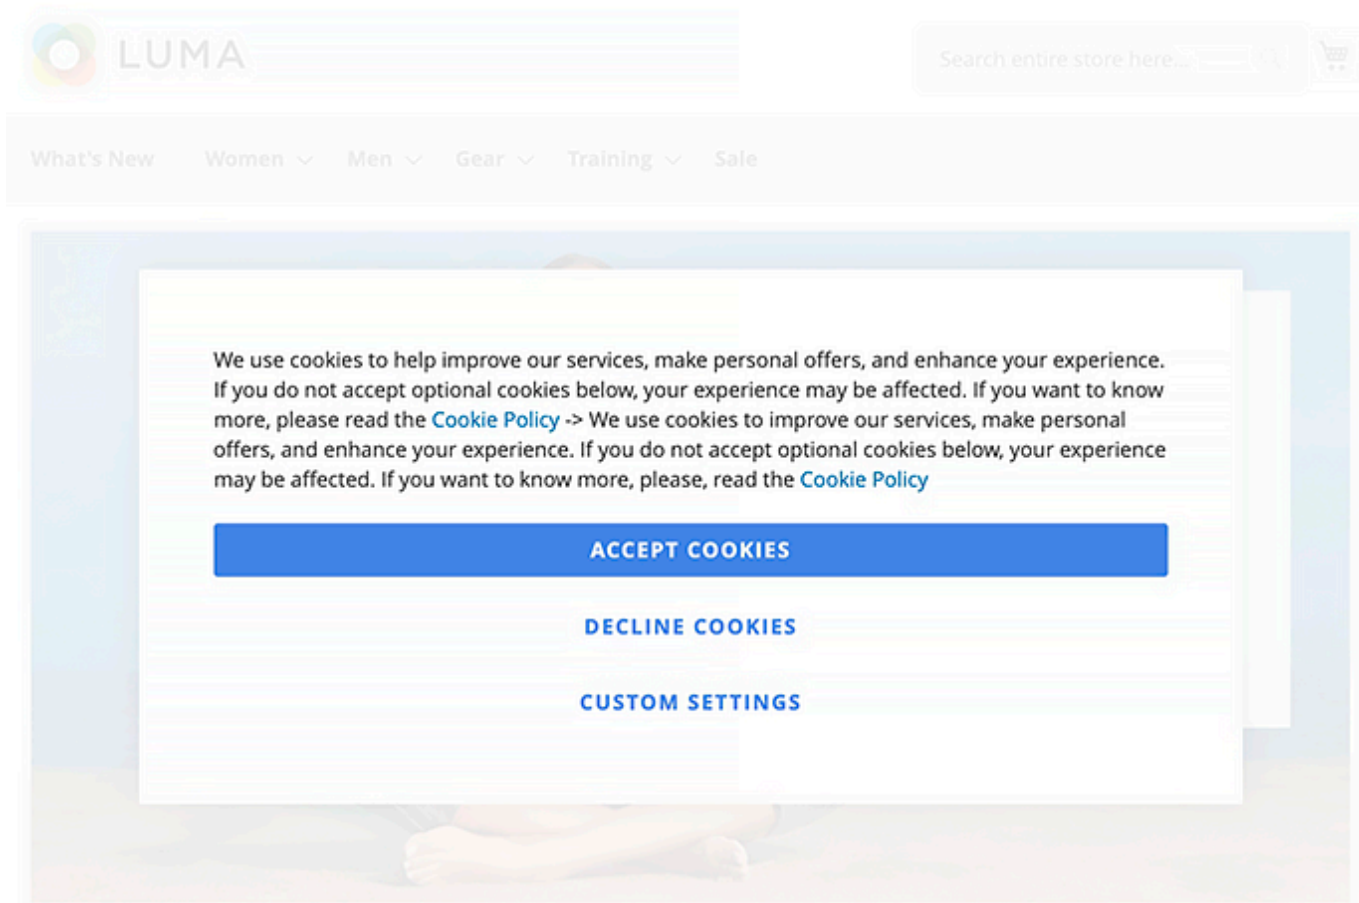 LUMA
Search entire store here...
What's New Women Men Gear Training Sale
We use cookies to help improve our services, make personal offers, and enhance your experience.
If you do not accept optional cookies below, your experience may be affected. If you want to know
more, please read the Cookie Policy -> We use cookies to improve our services, make personal
offers, and enhance your experience. If you do not accept optional cookies below, your experience
may be affected. If you want to know more, please, read the Cookie Policy
ACCEPT COOKIES
DECLINE COOKIES
CUSTOM SETTINGS